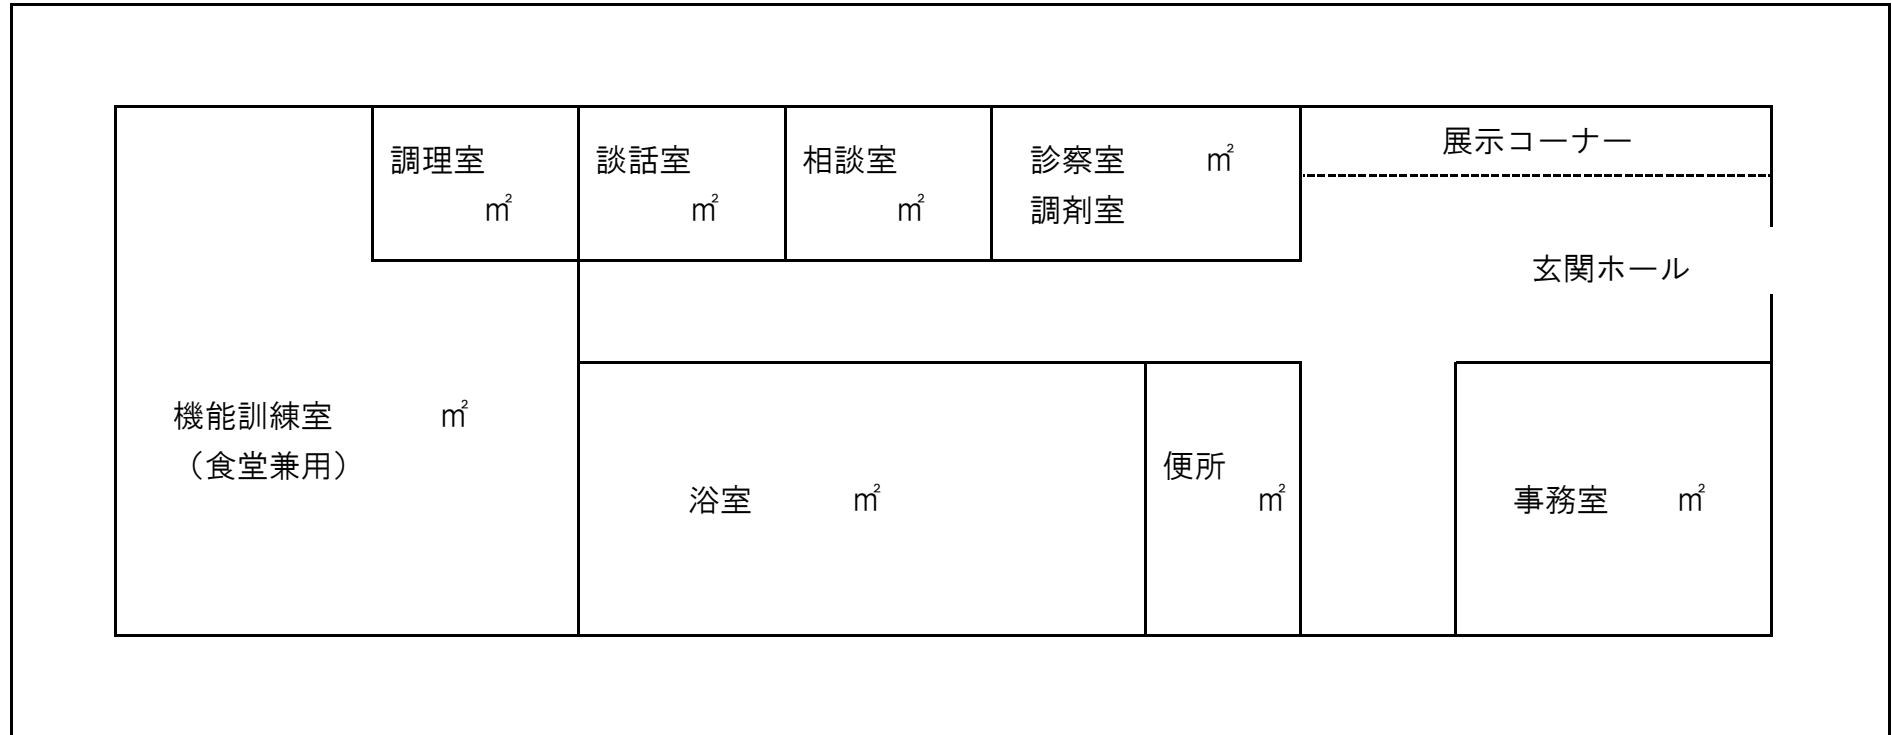 調理室
㎡
談話室
㎡
相談室
㎡
診察室 ㎡
調剤室
展示コーナー
玄関ホール
機能訓練室 ㎡
（食堂兼用）
浴室 ㎡
便所
㎡
事務室 ㎡